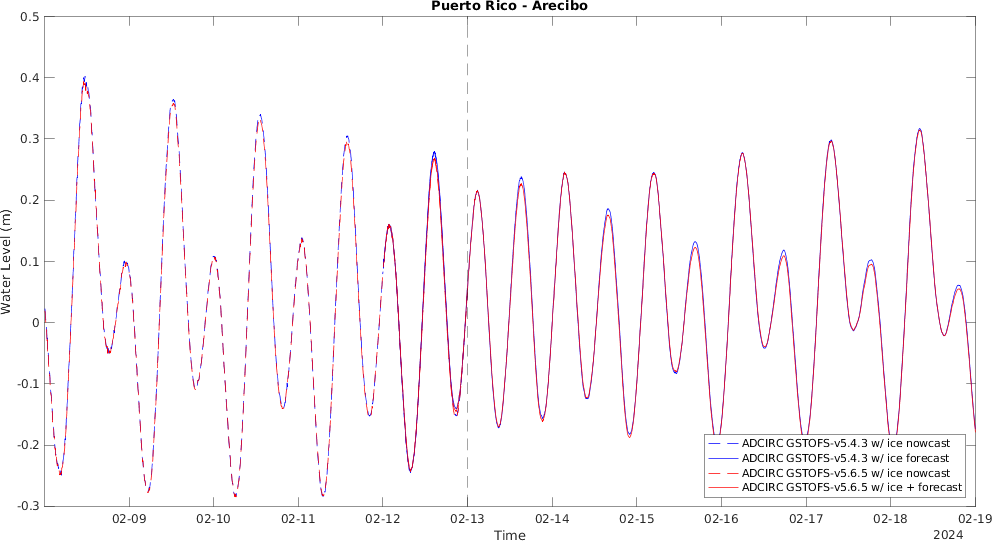 Puerto Rico - Arecibo
0.5
0.4
0.3
0.2
0.1
0
-0.1
-0.2
-0.3
Water Level (m)
ADCIRC GSTOFS-v5.4.3 w/ ice nowcast
ADCIRC GSTOFS-v5.4.3 w/ ice forecast
ADCIRC GSTOFS-v5.6.5 w/ ice nowcast
ADCIRC GSTOFS-v5.6.5 w/ ice + forecast
02-09 02-10 02-11 02-12 02-13 02-14 02-15 02-16 02-17 02-18 02-19
Time
2024